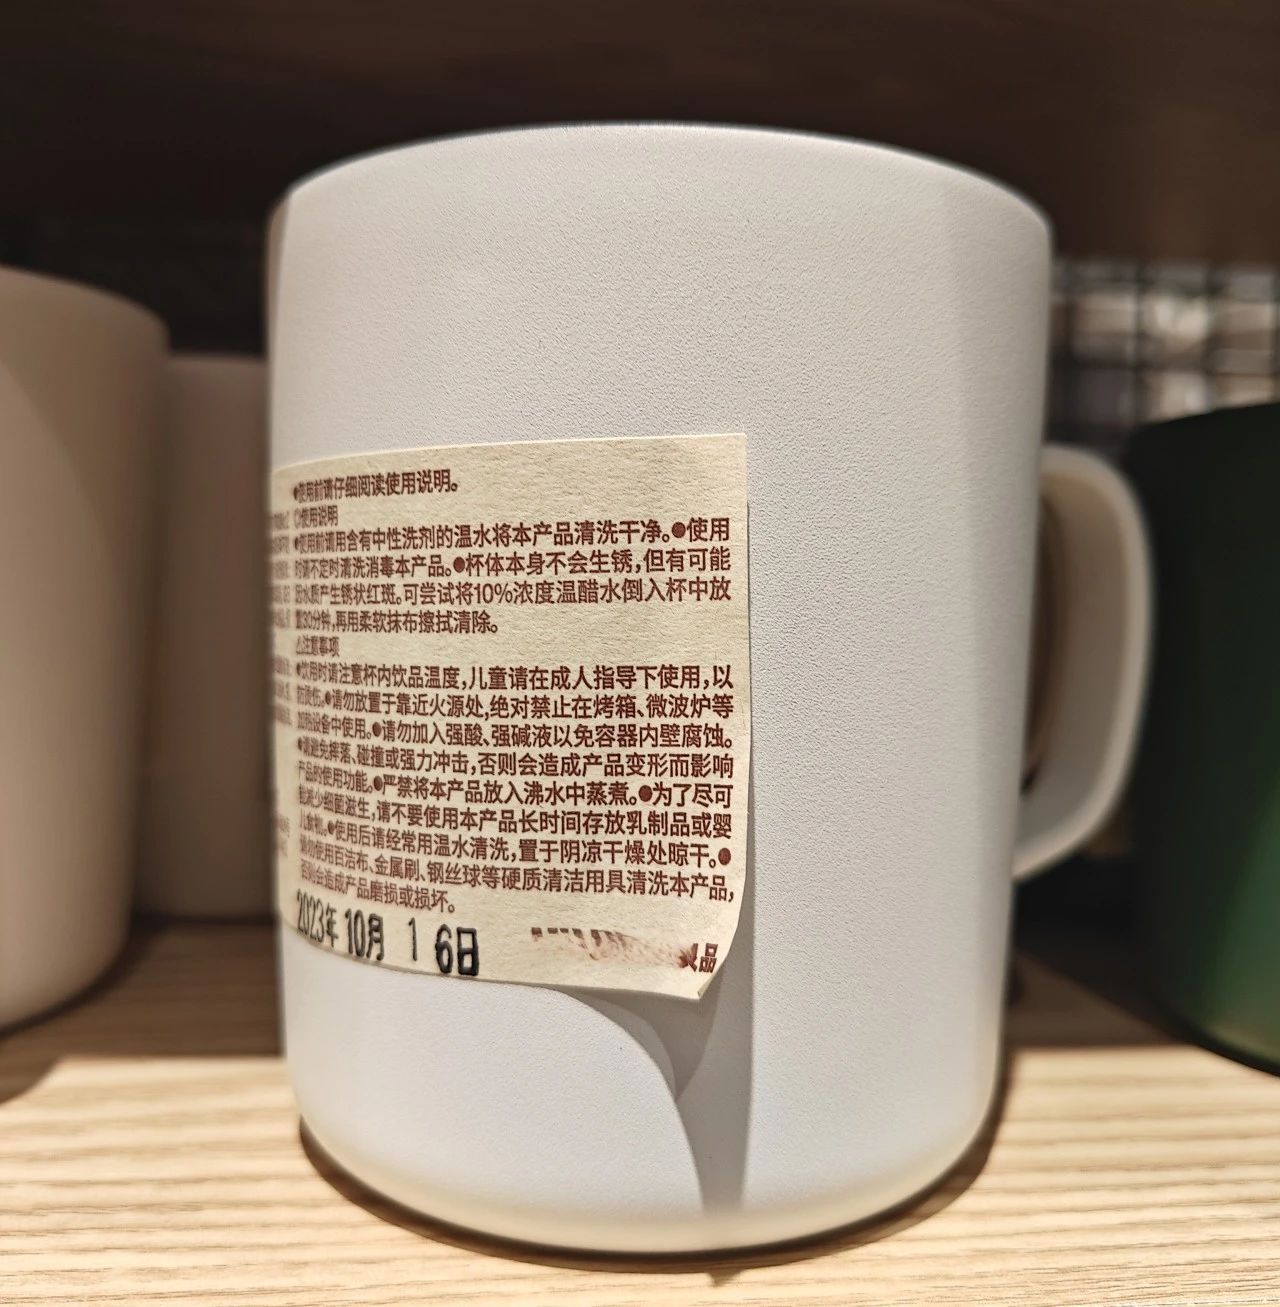 ●使用前请仔细阅读使用说明。
使用说明
●使用前请用含有中性洗剂的温水将本产品清洗干净。●使用
时请不定时清洗消毒本产品。●杯体本身不会生锈,但有可能
因水质产生锈状红斑。可尝试将10%浓度温醋水倒入杯中放
置30分钟,再用柔软抹布擦拭清除。
⚠注意事项
●饮用时请注意杯内饮品温度,儿童请在成人指导下使用,以
防烫伤。●请勿放置于靠近火源处,绝对禁止在烤箱、微波炉等
加热设备中使用。●请勿加入强酸、强碱液以免容器内壁腐蚀。
●请避免摔落、碰撞或强力冲击,否则会造成产品变形而影响
产品的使用功能。●严禁将本产品放入沸水中蒸煮。●为了尽可
能减少细菌滋生,请不要使用本产品长时间存放乳制品或婴
儿食物。●使用后请经常用温水清洗,置于阴凉干燥处晾干。●
请勿使用百洁布、金属刷、钢丝球等硬质清洁用具清洗本产品,
否则会造成产品磨损或损坏。
2023年10月 16日
品